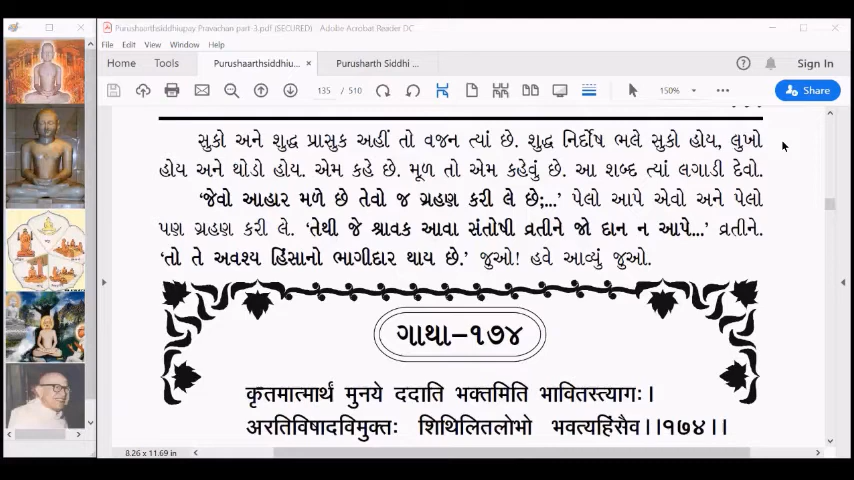 Purushaarthsiddhiupay Pravachan part-3.pdf (SECURED) - Adobe Acrobat Reader DC
File Edit View Window Help
Home Tools Purushaarthsiddhiu... × Purusharth Siddhi ... Sign In
135 / 510 150% Share
સુકો અને શુદ્ધ પ્રાસુક અહીં તો વજન ત્યાં છે. શુદ્ધ નિર્દોષ ભલે સુકો હોય, લુખો
હોય અને થોડો હોય. એમ કહે છે. મૂળ તો એમ કહેવું છે. આ શબ્દ ત્યાં લગાડી દેવો.
‘જેવો આહાર મળે છે તેવો જ ગ્રહણ કરી લે છે;...’ પેલો આપે એવો અને પેલો
પણ ગ્રહણ કરી લે. ‘તેથી જે શ્રાવક આવા સંતોષી વ્રતીને જો દાન ન આપે...’ વ્રતીને.
‘તો તે અવશ્ય હિંસાનો ભાગીદાર થાય છે.’ જુઓ! હવે આવ્યું જુઓ.
ગાથા-૧૭૪
कृतमात्मार्थं मुनये ददाति भक्तमिति भावितस्त्यागः।
अरतिविषादविमुक्तः शिथिलितलोभो भवत्यहिंसैव।।૧૭૪।।
8.26 x 11.69 in